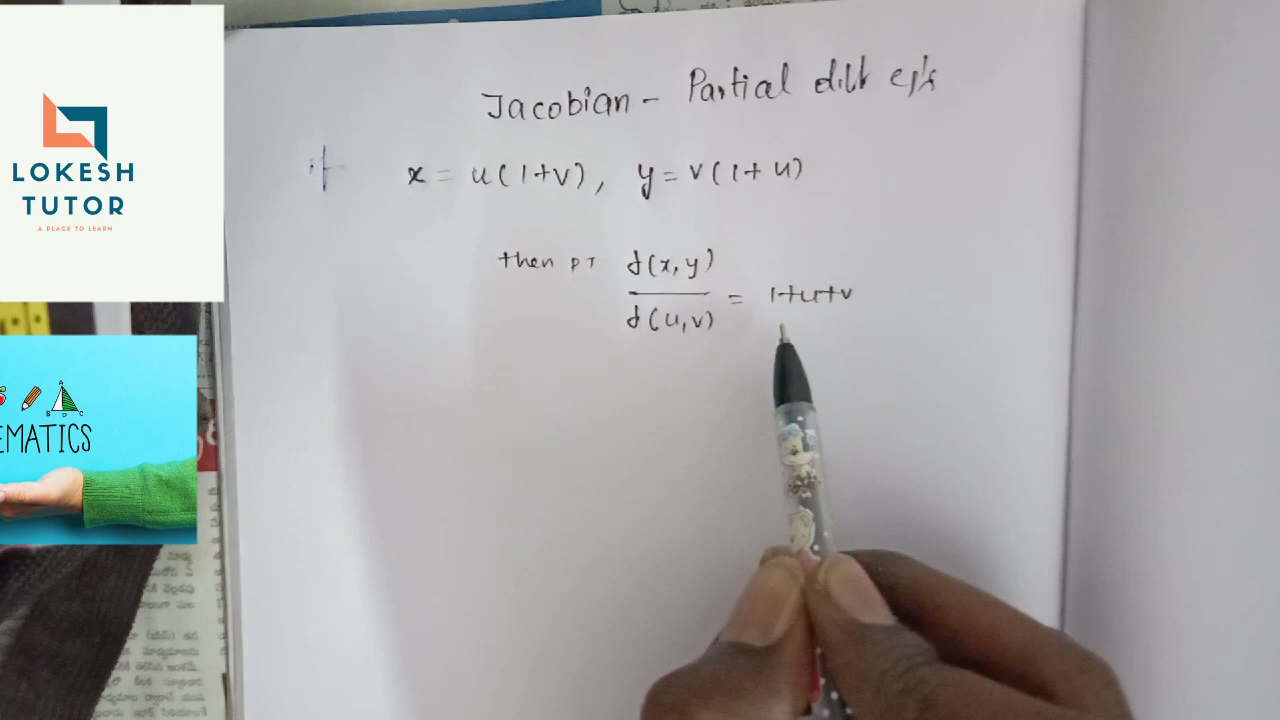 Jacobian - Partial diff eq's
if x = u(1+v), y = v(1+u)
then PT ∂(x,y)
∂(u,v)
= 1+u+v
LOKESH
TUTOR
A PLACE TO LEARN
A
B D C
EMATICS